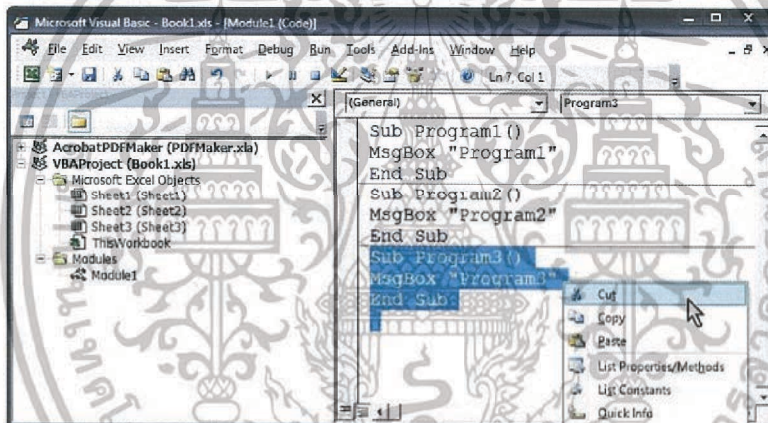 Microsoft Visual Basic - Book1.xls - [Module1 (Code)]
File Edit View Insert Format Debug Run Tools Add-Ins Window Help
Ln 7, Col 1
(General) Program3
AcrobatPDFMaker (PDFMaker.xla)
VBAProject (Book1.xls)
Microsoft Excel Objects
Sheet1 (Sheet1)
Sheet2 (Sheet2)
Sheet3 (Sheet3)
ThisWorkbook
Modules
Module1
Sub Program1()
MsgBox "Program1"
End Sub
Sub Program2()
MsgBox "Program2"
End Sub
Sub Program3()
MsgBox "Program3"
End Sub
Cut
Copy
Paste
List Properties/Methods
List Constants
Quick Info